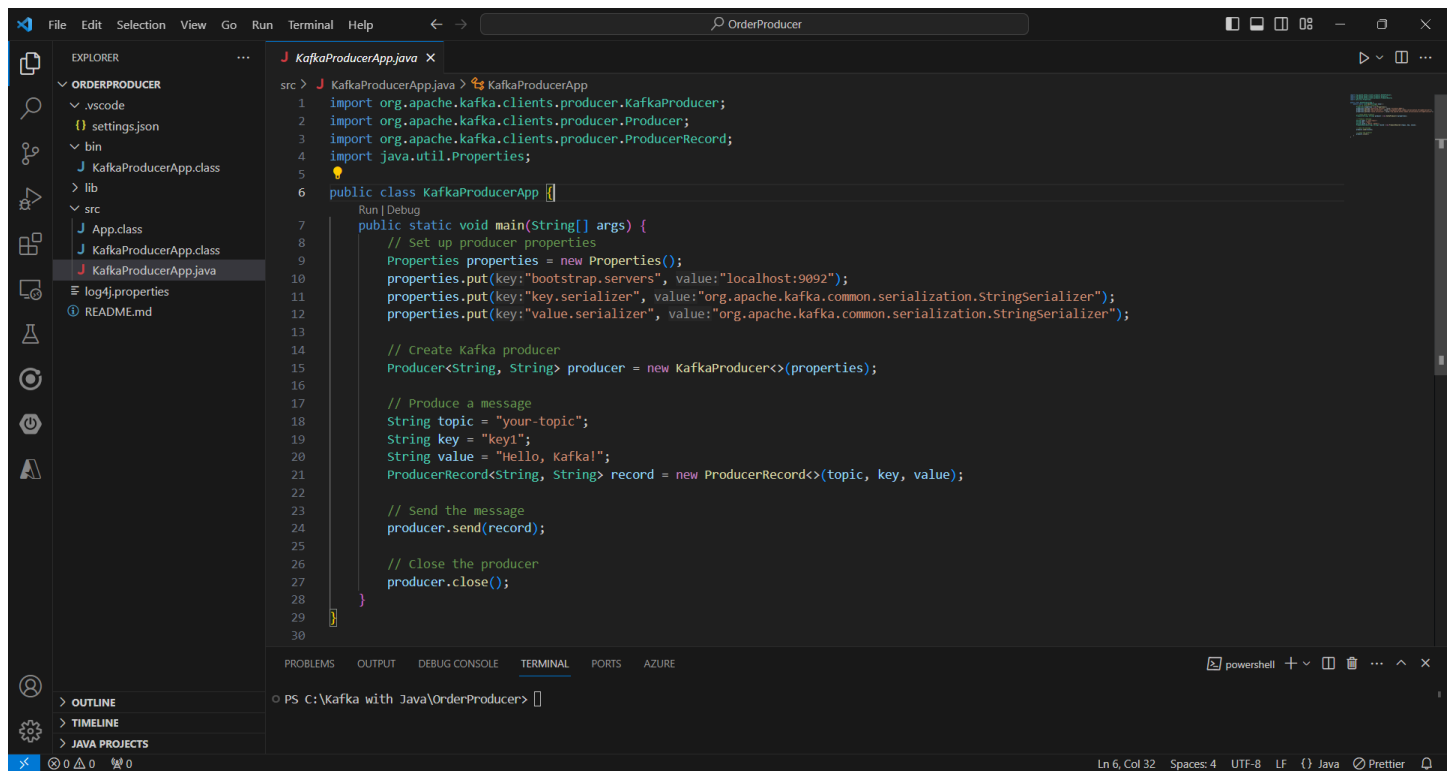 File Edit Selection View Go Run Terminal Help
OrderProducer
EXPLORER
ORDERPRODUCER
.vscode
{} settings.json
bin
J KafkaProducerApp.class
lib
src
J App.class
J KafkaProducerApp.class
J KafkaProducerApp.java
log4j.properties
README.md
OUTLINE
TIMELINE
JAVA PROJECTS
J KafkaProducerApp.java
src > J KafkaProducerApp.java > KafkaProducerApp
1 import org.apache.kafka.clients.producer.KafkaProducer;
2 import org.apache.kafka.clients.producer.Producer;
3 import org.apache.kafka.clients.producer.ProducerRecord;
4 import java.util.Properties;
5
6 public class KafkaProducerApp {
Run | Debug
7 public static void main(String[] args) {
8 // Set up producer properties
9 Properties properties = new Properties();
10 properties.put(key:"bootstrap.servers", value:"localhost:9092");
11 properties.put(key:"key.serializer", value:"org.apache.kafka.common.serialization.StringSerializer");
12 properties.put(key:"value.serializer", value:"org.apache.kafka.common.serialization.StringSerializer");
13
14 // Create Kafka producer
15 Producer<String, String> producer = new KafkaProducer<>(properties);
16
17 // Produce a message
18 String topic = "your-topic";
19 String key = "key1";
20 String value = "Hello, Kafka!";
21 ProducerRecord<String, String> record = new ProducerRecord<>(topic, key, value);
22
23 // Send the message
24 producer.send(record);
25
26 // Close the producer
27 producer.close();
28 }
29 }
30
PROBLEMS OUTPUT DEBUG CONSOLE TERMINAL PORTS AZURE
powershell
PS C:\Kafka with Java\OrderProducer>
0 0 0
Ln 6, Col 32 Spaces: 4 UTF-8 LF {} Java Prettier